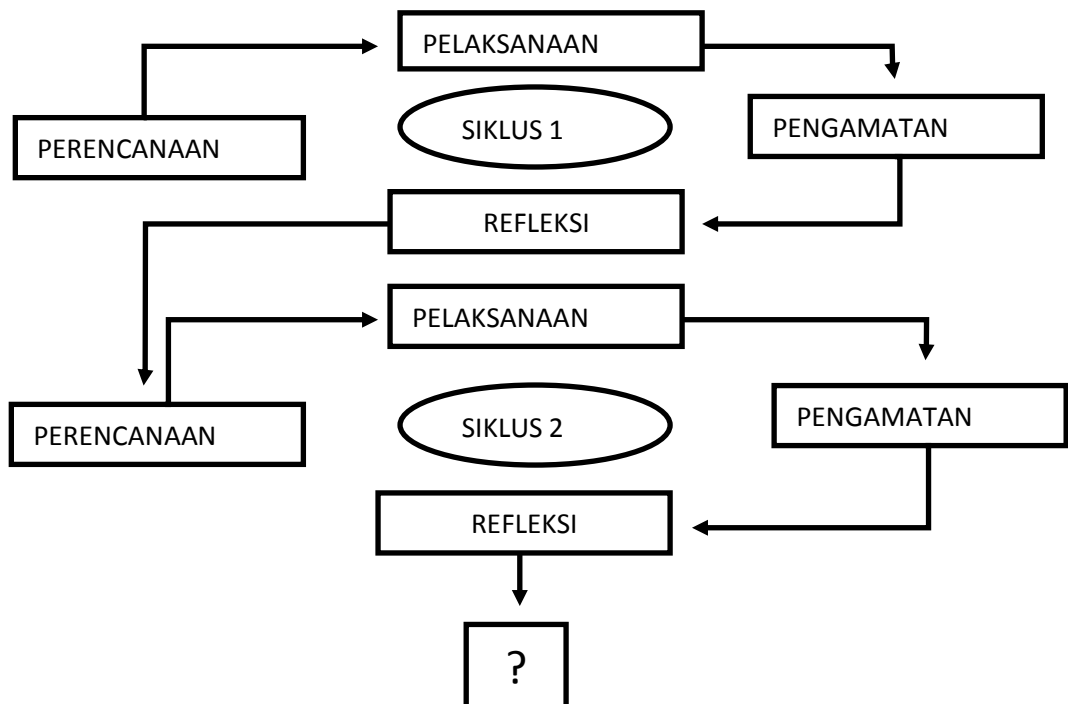 PELAKSANAAN
SIKLUS 1
PENGAMATAN
PERENCANAAN
REFLEKSI
PELAKSANAAN
SIKLUS 2
PENGAMATAN
PERENCANAAN
REFLEKSI
?